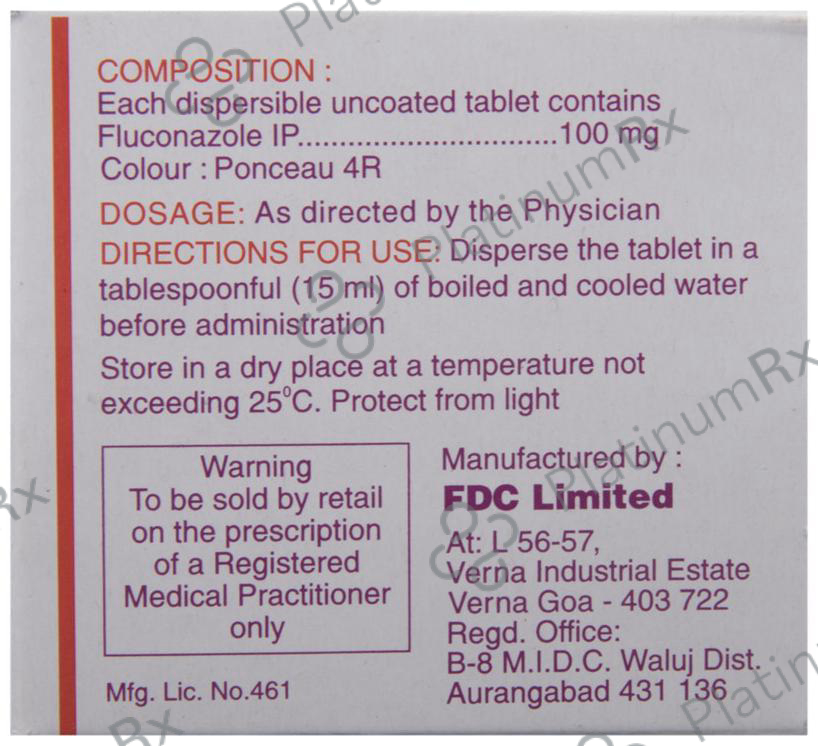 COMPOSITION :
Each dispersible uncoated tablet contains
Fluconazole IP................................100 mg
Colour : Ponceau 4R
DOSAGE: As directed by the Physician
DIRECTIONS FOR USE: Disperse the tablet in a
tablespoonful (15 ml) of boiled and cooled water
before administration
Store in a dry place at a temperature not
exceeding 25⁰C. Protect from light
Warning
To be sold by retail
on the prescription
of a Registered
Medical Practitioner
only
Mfg. Lic. No.461
Manufactured by :
FDC Limited
At: L 56-57,
Verna Industrial Estate
Verna Goa - 403 722
Regd. Office:
B-8 M.I.D.C. Waluj Dist.
Aurangabad 431 136
PlatinumRx
PlatinumRx